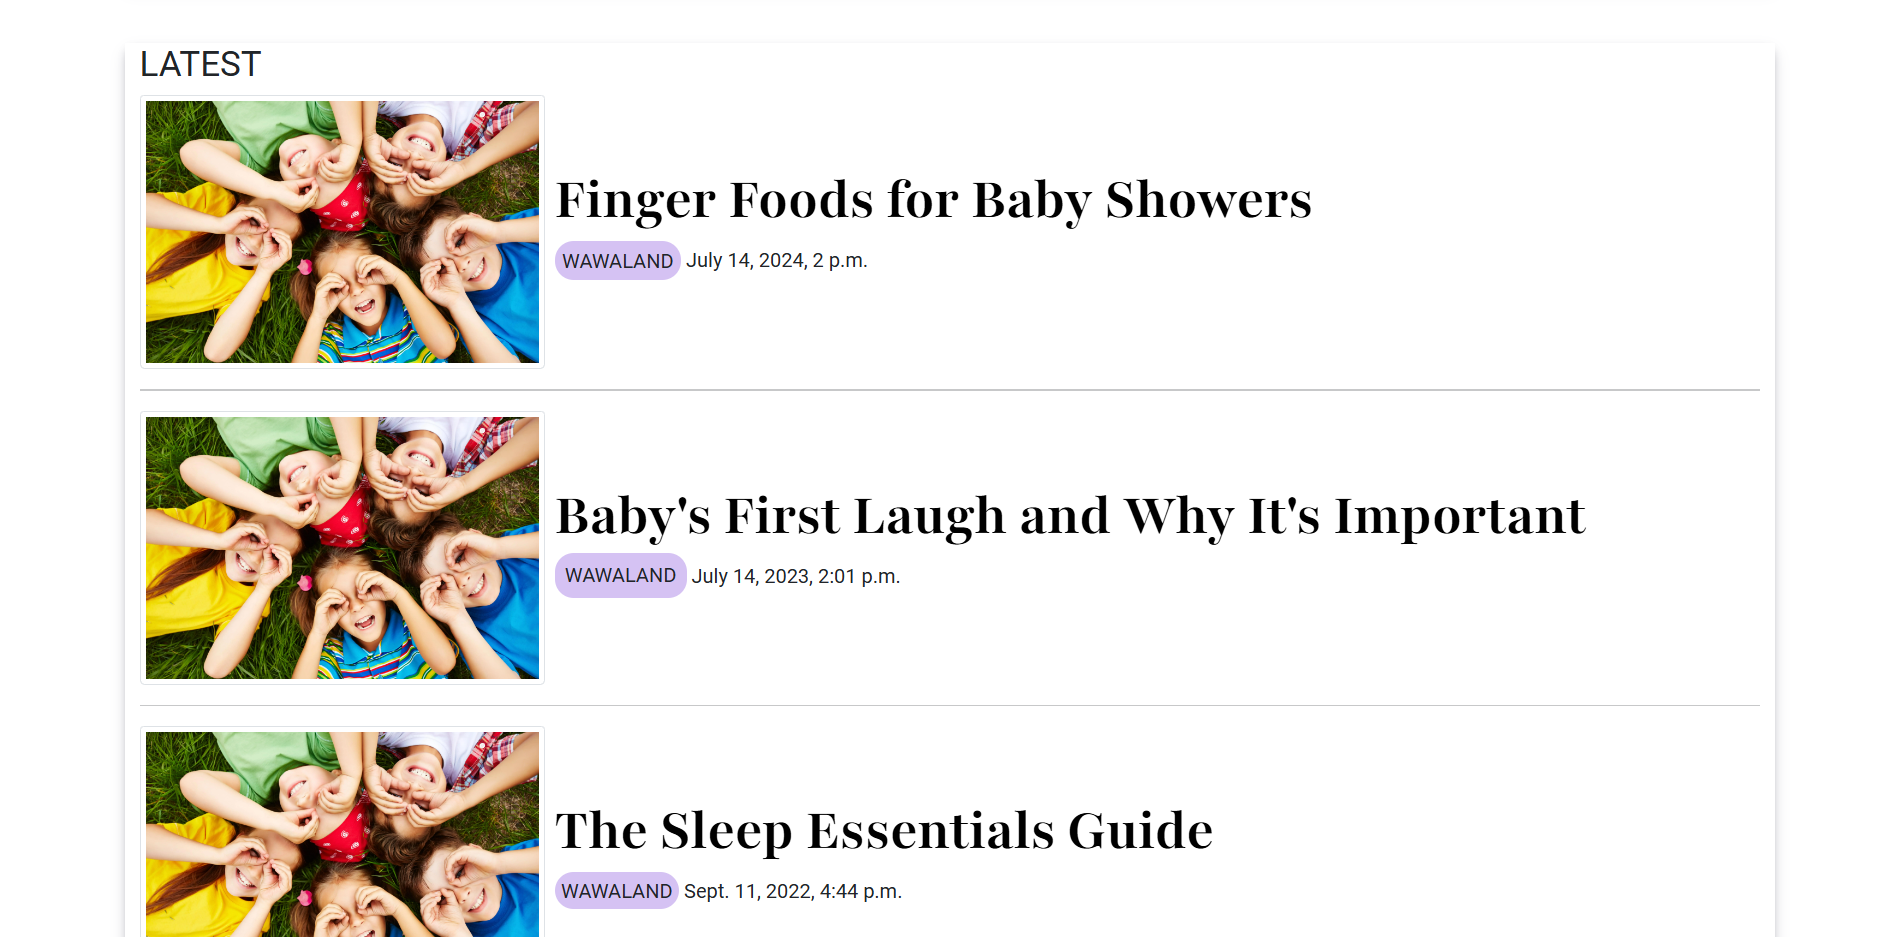 LATEST
Finger Foods for Baby Showers
WAWALAND July 14, 2024, 2 p.m.
Baby's First Laugh and Why It's Important
WAWALAND July 14, 2023, 2:01 p.m.
The Sleep Essentials Guide
WAWALAND Sept. 11, 2022, 4:44 p.m.